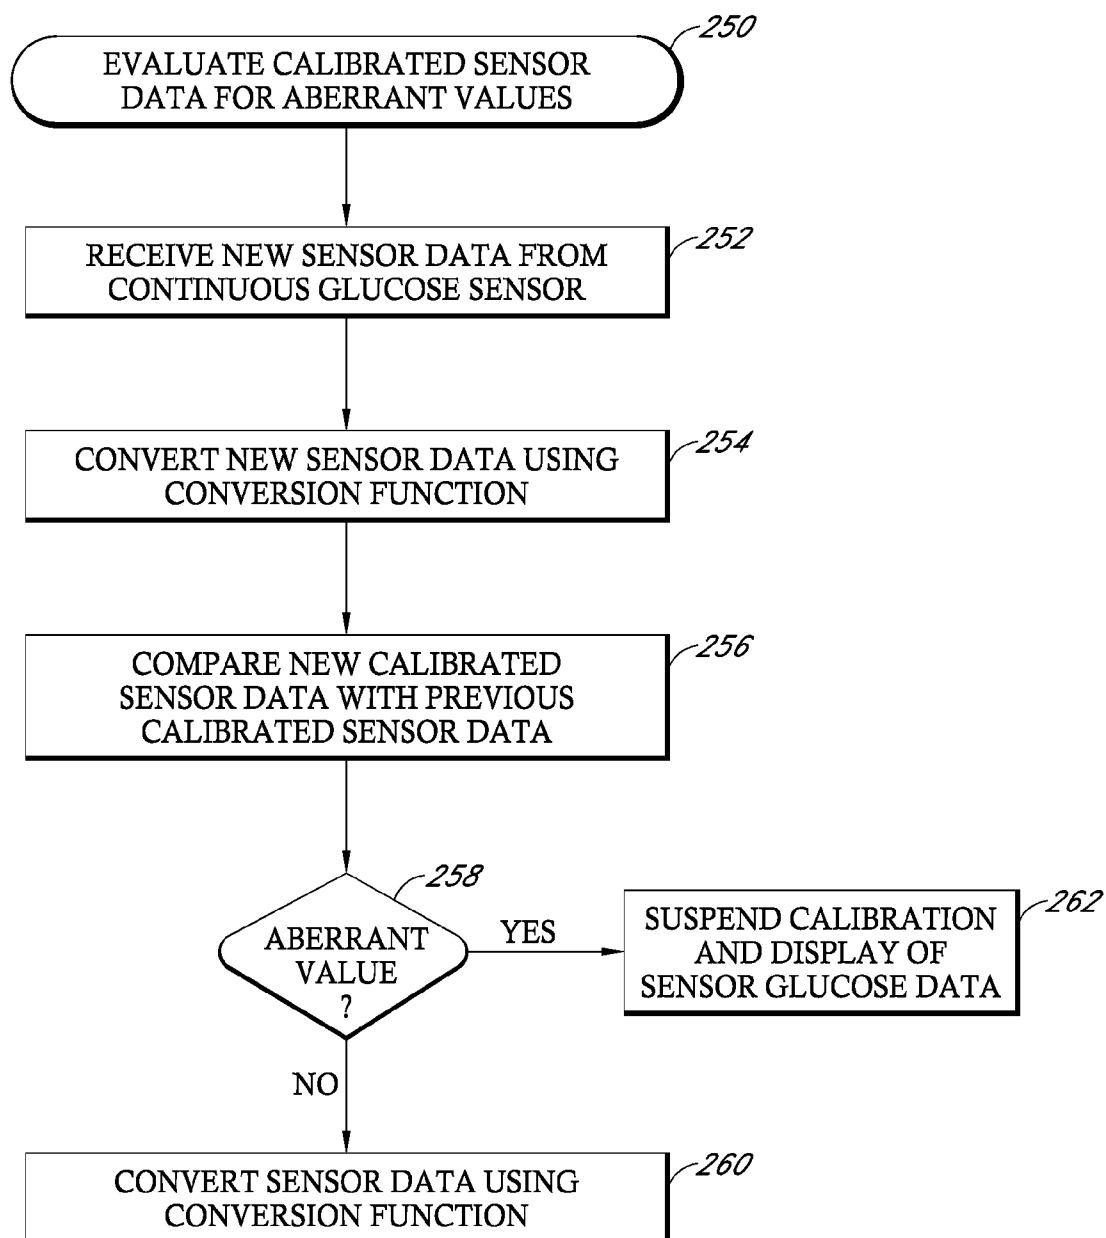 250
EVALUATE CALIBRATED SENSOR
DATA FOR ABERRANT VALUES
252
RECEIVE NEW SENSOR DATA FROM
CONTINUOUS GLUCOSE SENSOR
254
CONVERT NEW SENSOR DATA USING
CONVERSION FUNCTION
256
COMPARE NEW CALIBRATED
SENSOR DATA WITH PREVIOUS
CALIBRATED SENSOR DATA
258
ABERRANT
VALUE
?
YES
262
SUSPEND CALIBRATION
AND DISPLAY OF
SENSOR GLUCOSE DATA
NO
260
CONVERT SENSOR DATA USING
CONVERSION FUNCTION